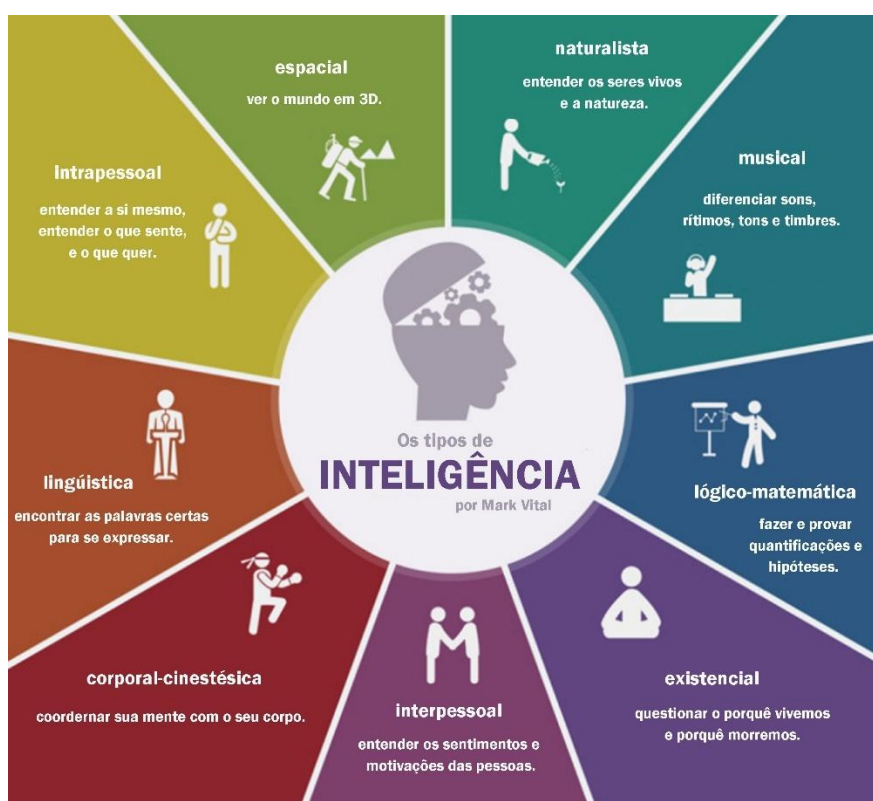 espacial
ver o mundo em 3D.
naturalista
entender os seres vivos
e a natureza.
musical
diferenciar sons,
rítimos, tons e timbres.
lógico-matemática
fazer e provar
quantificações e
hipóteses.
existencial
questionar o porquê vivemos
e porquê morremos.
interpessoal
entender os sentimentos e
motivações das pessoas.
corporal-cinestésica
coordernar sua mente com o seu corpo.
lingúistica
encontrar as palavras certas
para se expressar.
intrapessoal
entender a si mesmo,
entender o que sente,
e o que quer.
Os tipos de
INTELIGÊNCIA
por Mark Vital